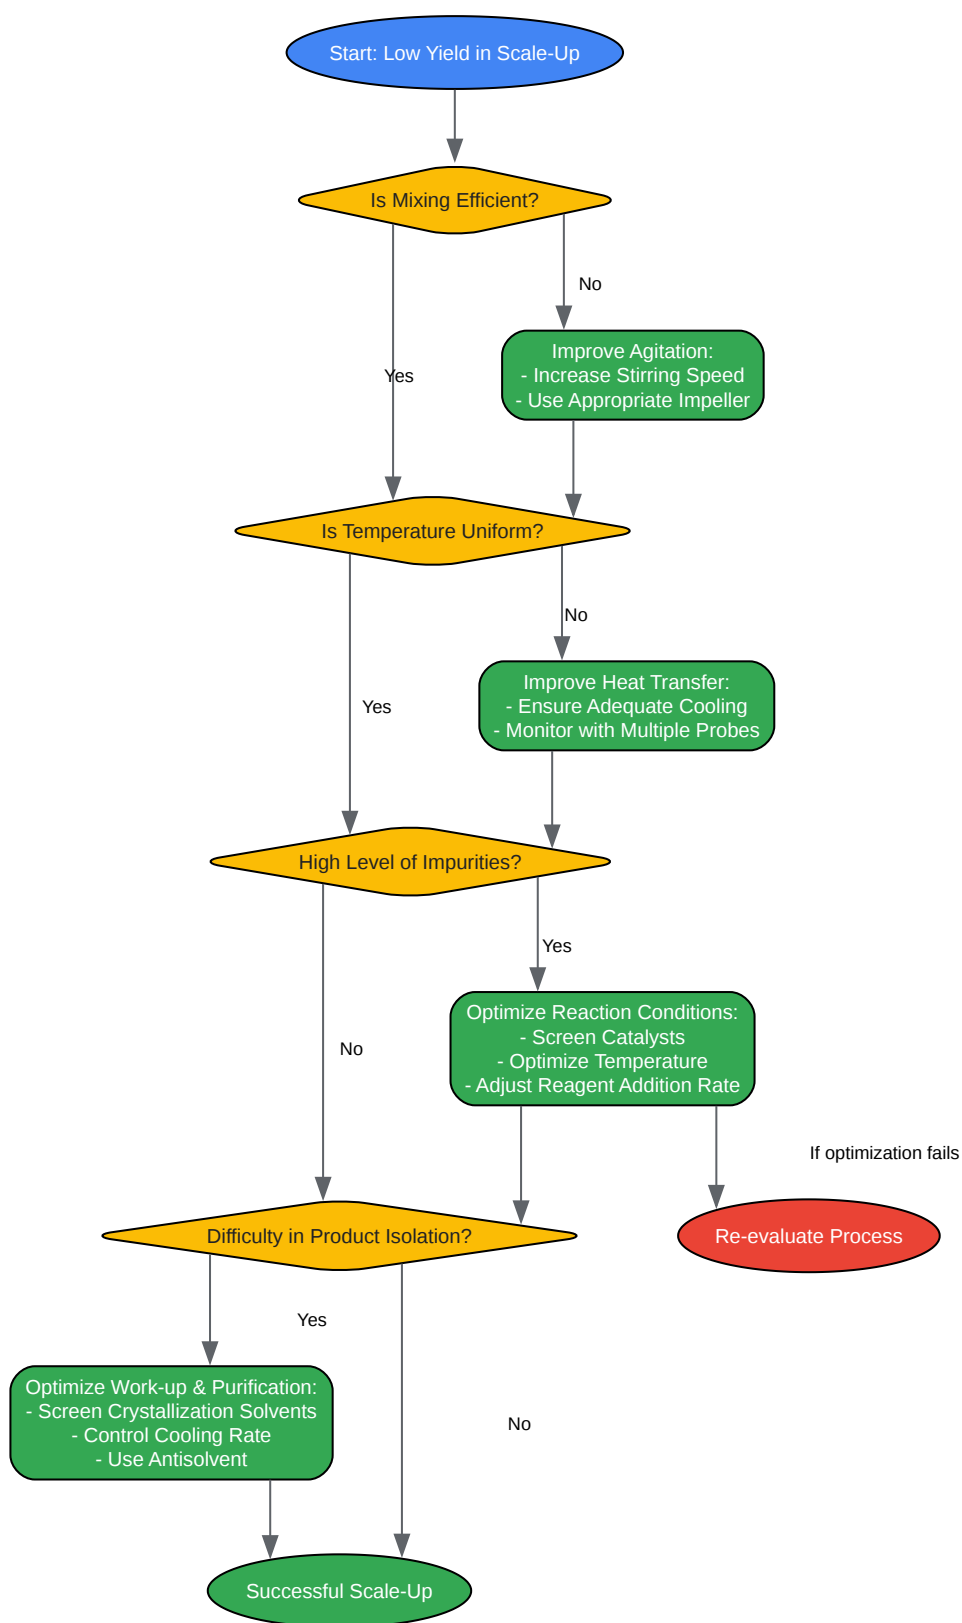 Start: Low Yield in Scale-Up
Is Mixing Efficient?
No
Improve Agitation:
- Increase Stirring Speed
- Use Appropriate Impeller
Yes
Is Temperature Uniform?
No
Improve Heat Transfer:
- Ensure Adequate Cooling
- Monitor with Multiple Probes
Yes
High Level of Impurities?
Yes
Optimize Reaction Conditions:
- Screen Catalysts
- Optimize Temperature
- Adjust Reagent Addition Rate
No
If optimization fails
Difficulty in Product Isolation?
Re-evaluate Process
Yes
Optimize Work-up & Purification:
- Screen Crystallization Solvents
- Control Cooling Rate
- Use Antisolvent
No
Successful Scale-Up